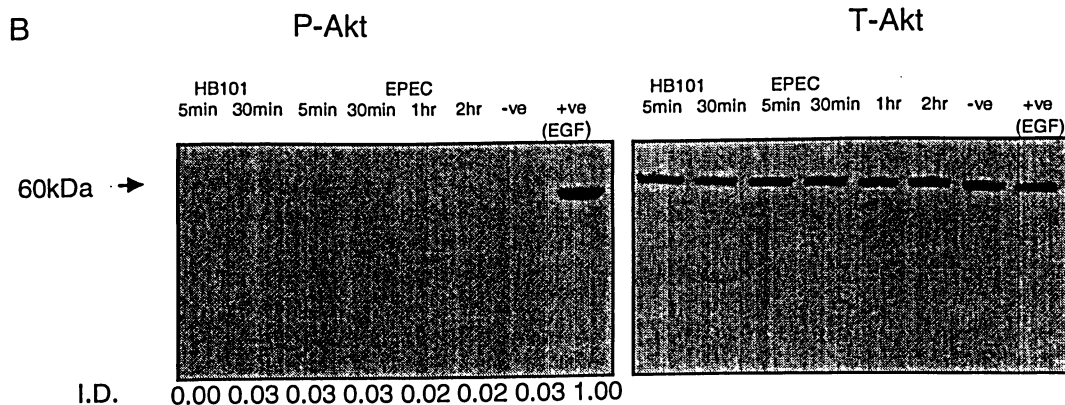 B
P-Akt
T-Akt
HB101 EPEC
5min 30min 5min 30min 1hr 2hr -ve +ve
(EGF)
HB101 EPEC
5min 30min 5min 30min 1hr 2hr -ve +ve
(EGF)
60kDa
I.D. 0.00 0.03 0.03 0.03 0.02 0.02 0.03 1.00